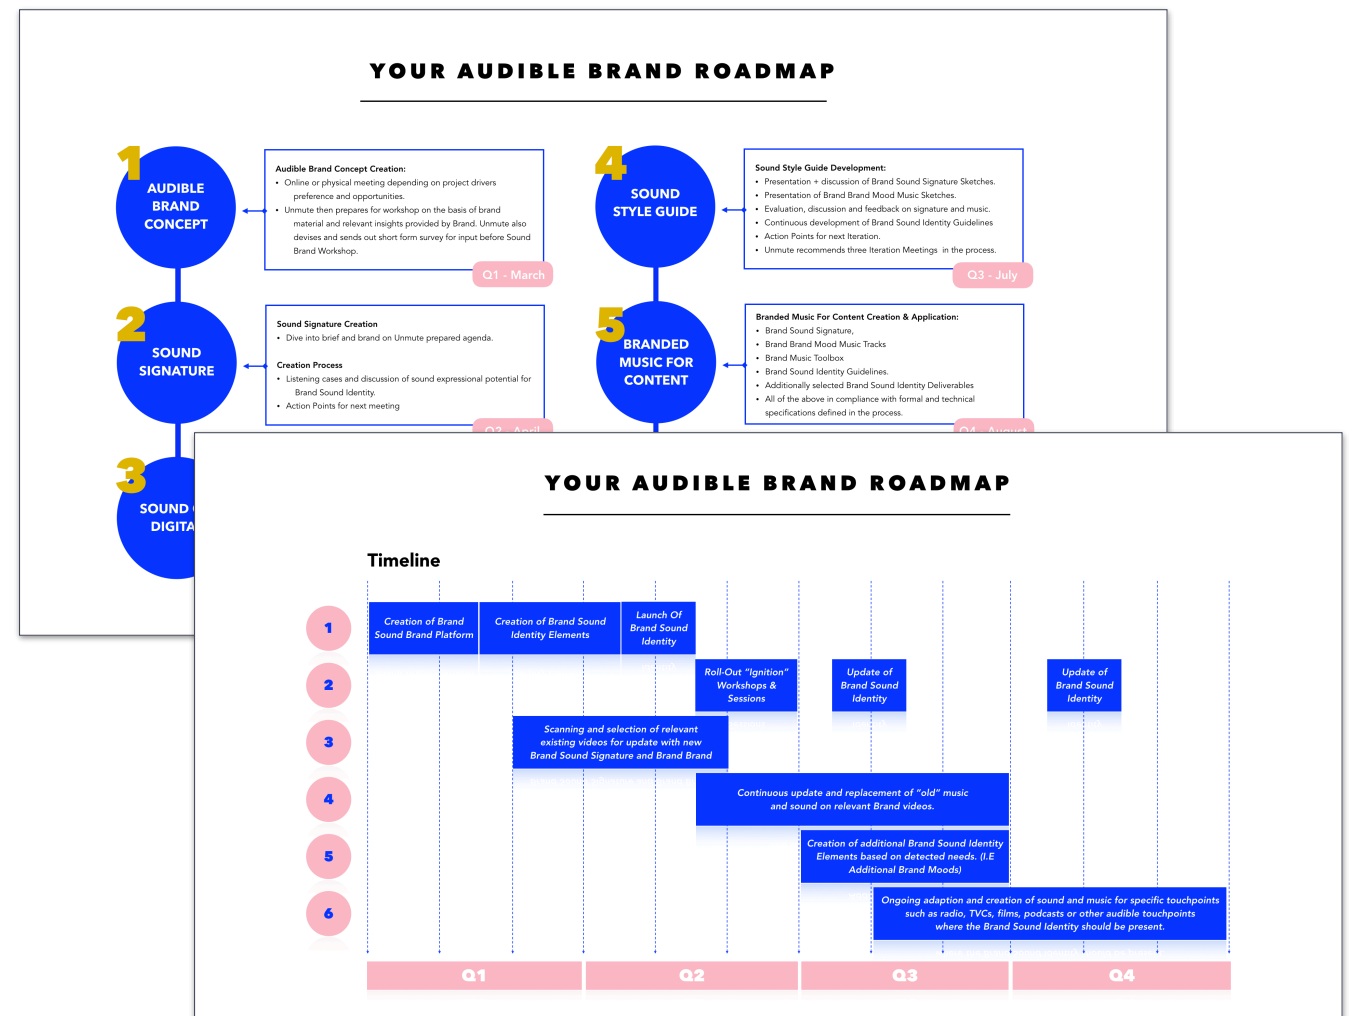 YOUR AUDIBLE BRAND ROADMAP
1
AUDIBLE
BRAND
CONCEPT
Audible Brand Concept Creation:
• Online or physical meeting depending on project drivers
preference and opportunities.
• Unmute then prepares for workshop on the basis of brand
material and relevant insights provided by Brand. Unmute also
devises and sends out short form survey for input before Sound
Brand Workshop.
Q1 - March
2
SOUND
SIGNATURE
Sound Signature Creation
• Dive into brief and brand on Unmute prepared agenda.
Creation Process
• Listening cases and discussion of sound expressional potential for
Brand Sound Identity.
• Action Points for next meeting
Q2 - April
3
SOUND
DIGITA
4
SOUND
STYLE GUIDE
Sound Style Guide Development:
• Presentation + discussion of Brand Sound Signature Sketches.
• Presentation of Brand Brand Mood Music Sketches.
• Evaluation, discussion and feedback on signature and music.
• Continuous development of Brand Sound Identity Guidelines
• Action Points for next Iteration.
• Unmute recommends three Iteration Meetings in the process.
Q3 - July
5
BRANDED
MUSIC FOR
CONTENT
Branded Music For Content Creation & Application:
• Brand Sound Signature,
• Brand Brand Mood Music Tracks
• Brand Music Toolbox
• Brand Sound Identity Guidelines.
• Additionally selected Brand Sound Identity Deliverables
• All of the above in compliance with formal and technical
specifications defined in the process.
Q4 - August
YOUR AUDIBLE BRAND ROADMAP
Timeline
1
Creation of Brand
Sound Brand Platform
Creation of Brand Sound
Identity Elements
Launch Of
Brand Sound
Identity
2
Roll-Out “Ignition”
Workshops &
Sessions
Update of
Brand Sound
Identity
Update of
Brand Sound
Identity
3
Scanning and selection of relevant
existing videos for update with new
Brand Sound Signature and Brand Brand
4
Continuous update and replacement of “old” music
and sound on relevant Brand videos.
5
Creation of additional Brand Sound Identity
Elements based on detected needs. (I.E
Additional Brand Moods)
6
Ongoing adaption and creation of sound and music for specific touchpoints
such as radio, TVCs, films, podcasts or other audible touchpoints
where the Brand Sound Identity should be present.
Q1
Q2
Q3
Q4